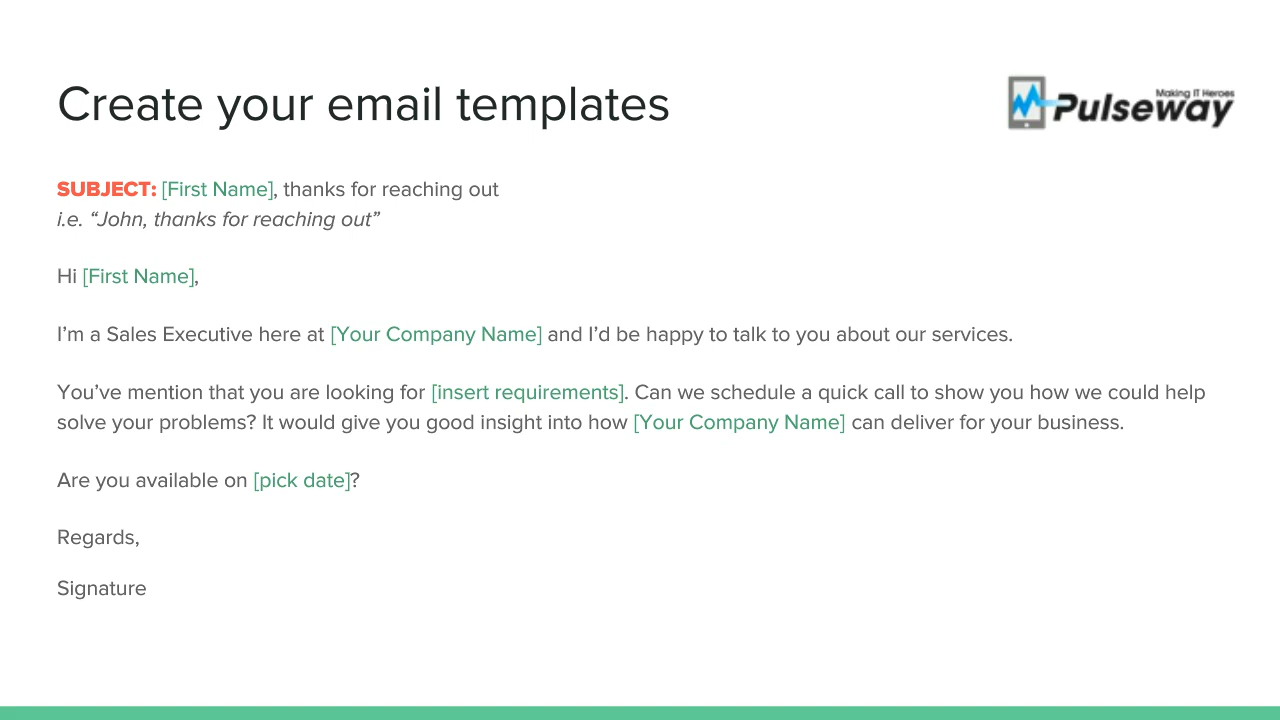 Create your email templates
Making IT Heroes
Pulseway
SUBJECT: [First Name], thanks for reaching out
i.e. “John, thanks for reaching out”
Hi [First Name],
I’m a Sales Executive here at [Your Company Name] and I’d be happy to talk to you about our services.
You’ve mention that you are looking for [insert requirements]. Can we schedule a quick call to show you how we could help
solve your problems? It would give you good insight into how [Your Company Name] can deliver for your business.
Are you available on [pick date]?
Regards,
Signature